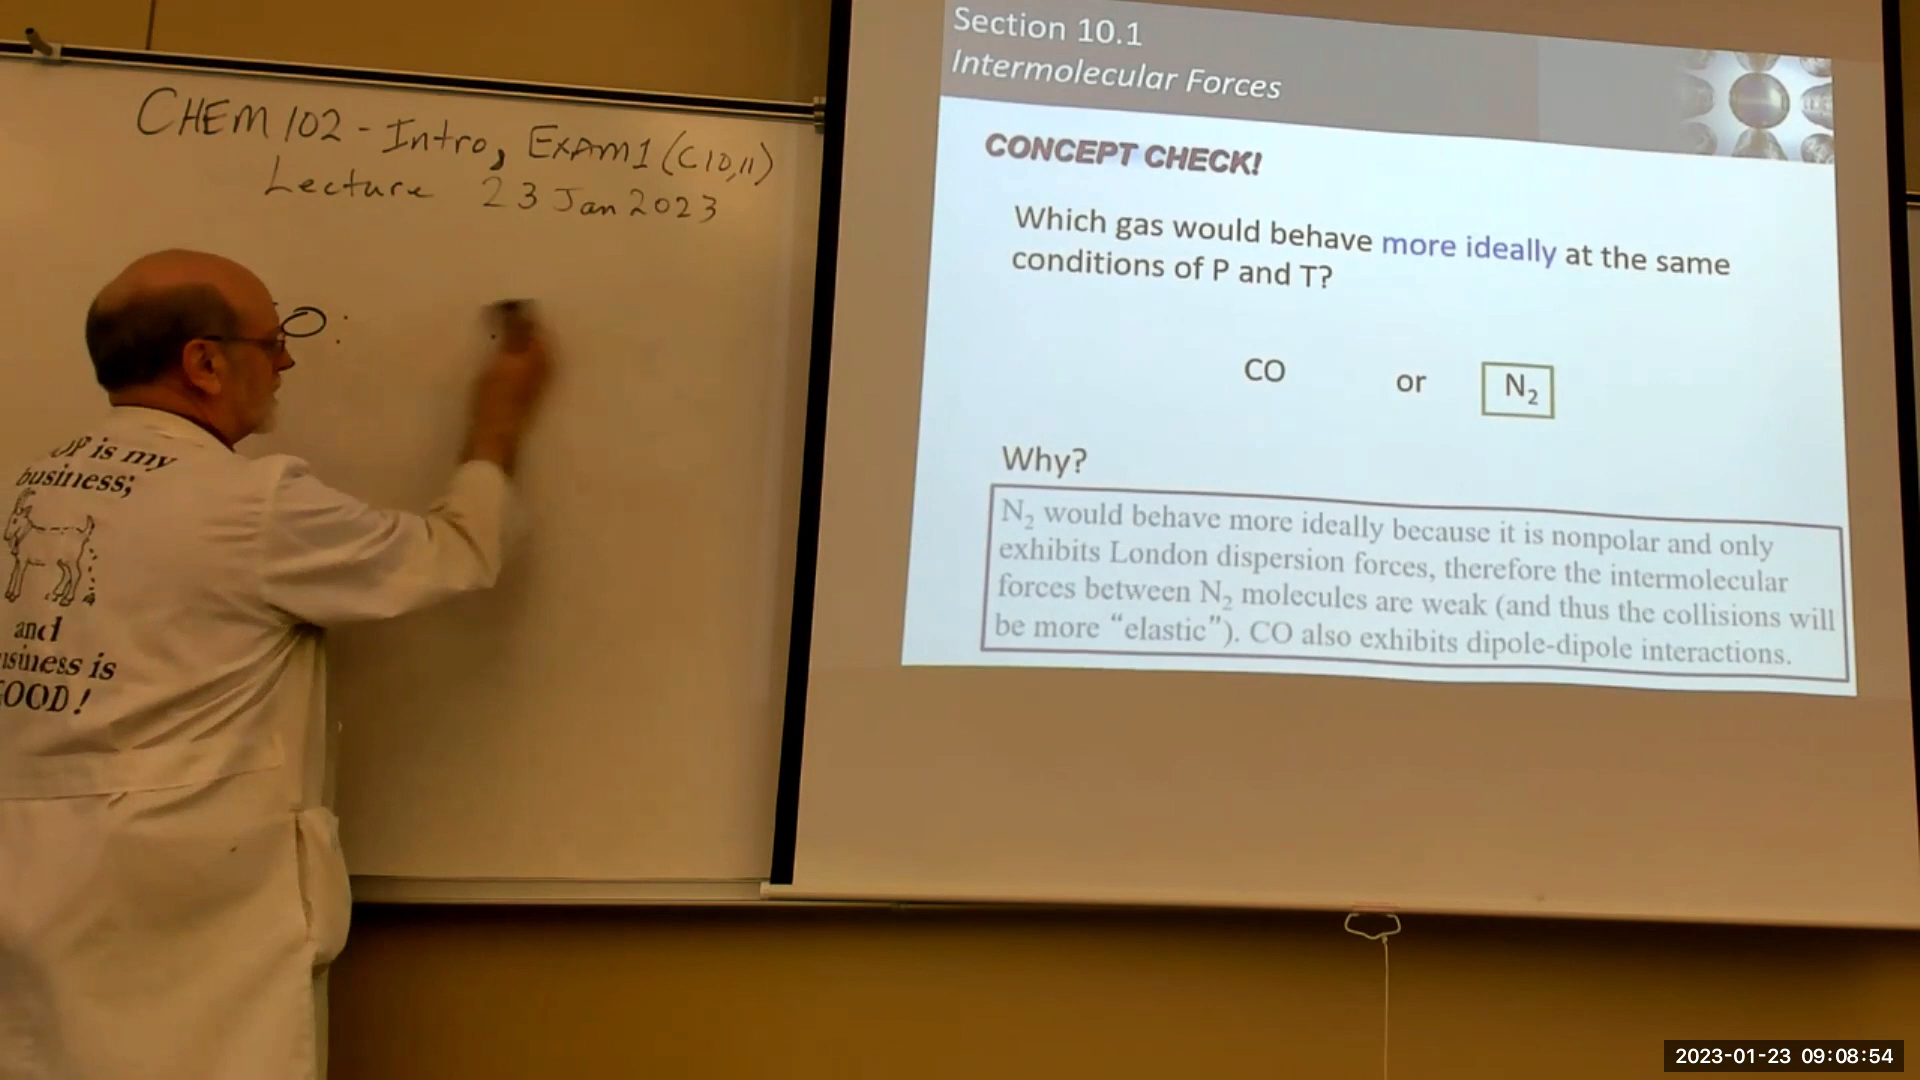 CHEM 102 - Intro, EXAM 1 (C10,11)
Lecture 23 Jan 2023
O:
is my
business;
and
is
!
Section 10.1
Intermolecular Forces
CONCEPT CHECK!
Which gas would behave more ideally at the same
conditions of P and T?
CO or N₂
Why?
N₂ would behave more ideally because it is nonpolar and only
exhibits London dispersion forces, therefore the intermolecular
forces between N₂ molecules are weak (and thus the collisions will
be more “elastic”). CO also exhibits dipole-dipole interactions.
2023-01-23 09:08:54